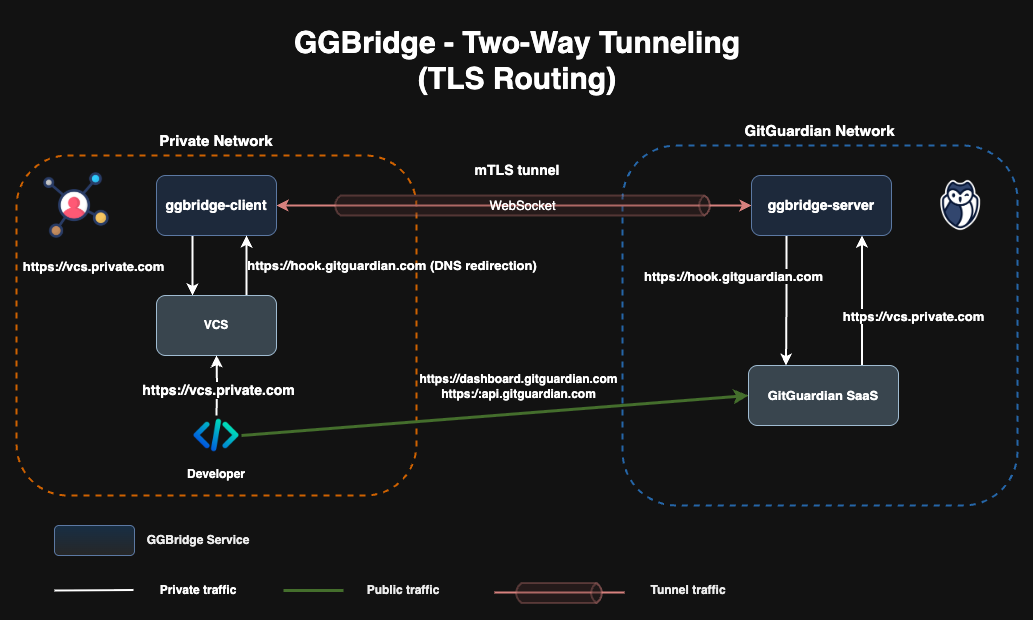 GGBridge - Two-Way Tunneling
(TLS Routing)
Private Network
GitGuardian Network
mTLS tunnel
ggbridge-client
WebSocket
ggbridge-server
https://vcs.private.com
https://hook.gitguardian.com (DNS redirection)
https://hook.gitguardian.com
https://vcs.private.com
VCS
https://vcs.private.com
https://dashboard.gitguardian.com
https:/:api.gitguardian.com
GitGuardian SaaS
Developer
GGBridge Service
Private traffic
Public traffic
Tunnel traffic